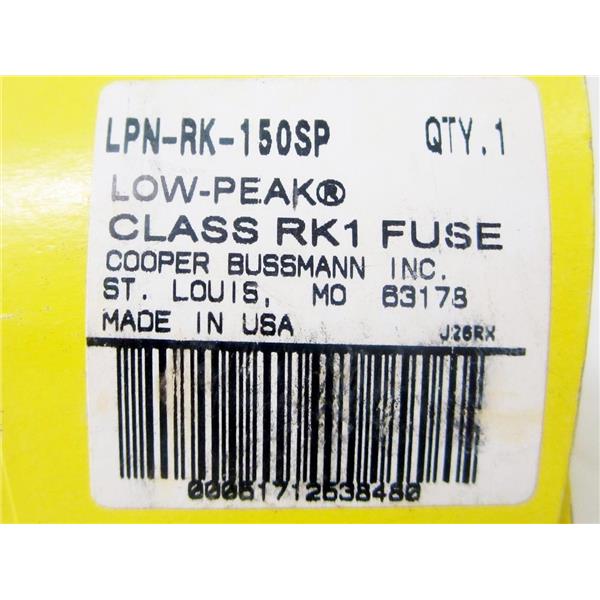 LPN-RK-150SP QTY.1
LOW-PEAK®
CLASS RK1 FUSE
COOPER BUSSMANN INC.
ST. LOUIS, MO 63178
MADE IN USA J26RX
00051712538480